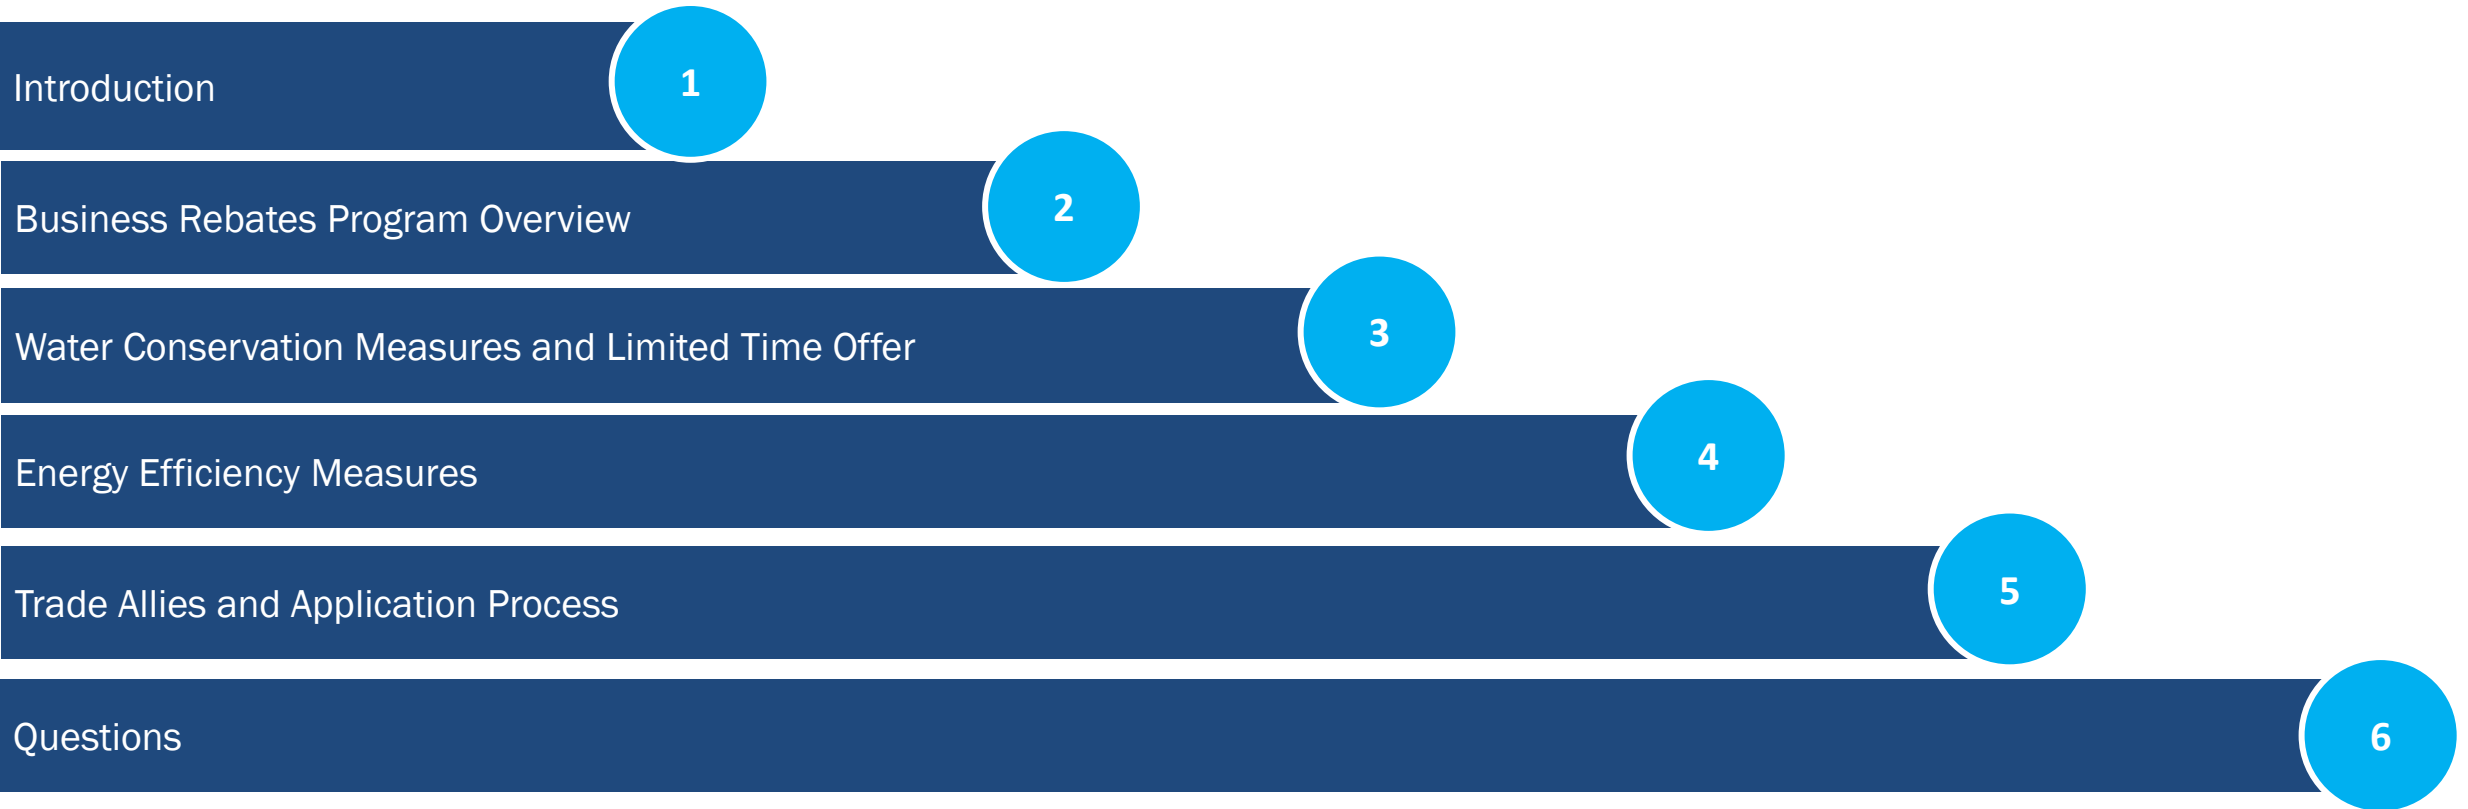 Introduction 1
Business Rebates Program Overview 2
Water Conservation Measures and Limited Time Offer 3
Energy Efficiency Measures 4
Trade Allies and Application Process 5
Questions 6